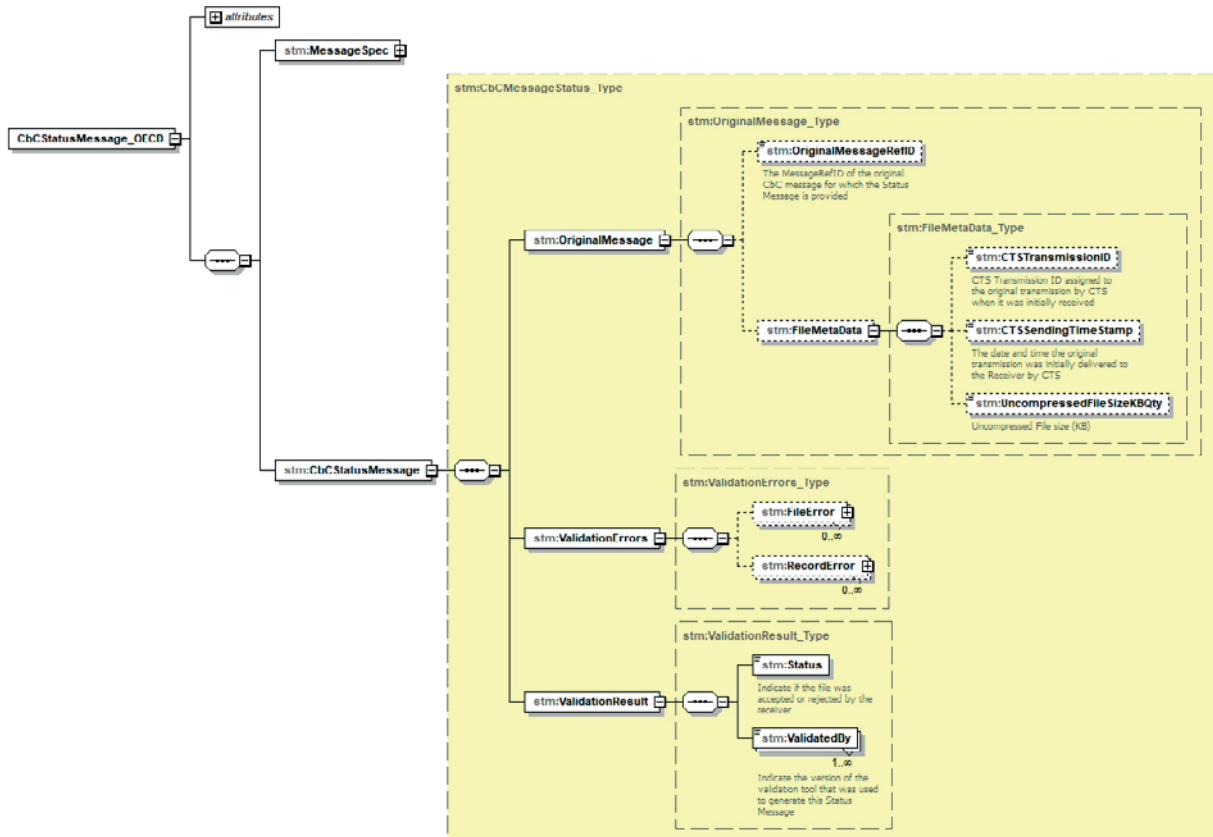 attributes
stm:MessageSpec
stm:CbCMessageStatus_Type
stm:OriginalMessage_Type
CbCStatusMessage_OECD
stm:OriginalMessageRefID
The MessageRefID of the original
CbC message for which the Status
Message is provided
stm:FileMetaData_Type
stm:OriginalMessage
stm:CTSTransmissionID
CTS Transmission ID assigned to
the original transmission by CTS
when it was initially received
stm:FileMetaData
stm:CTSSendingTimeStamp
The date and time the original
transmission was initially delivered to
the Receiver by CTS
stm:UncompressedFileSizeKBQty
Uncompressed File size (KB)
stm:CbCStatusMessage
stm:ValidationErrors_Type
stm:FileError
0..∞
stm:ValidationErrors
stm:RecordError
0..∞
stm:ValidationResult_Type
stm:Status
Indicate if the file was
accepted or rejected by the
receiver
stm:ValidationResult
stm:ValidatedBy
1..∞
Indicate the version of the
validation tool that was used
to generate this Status
Message